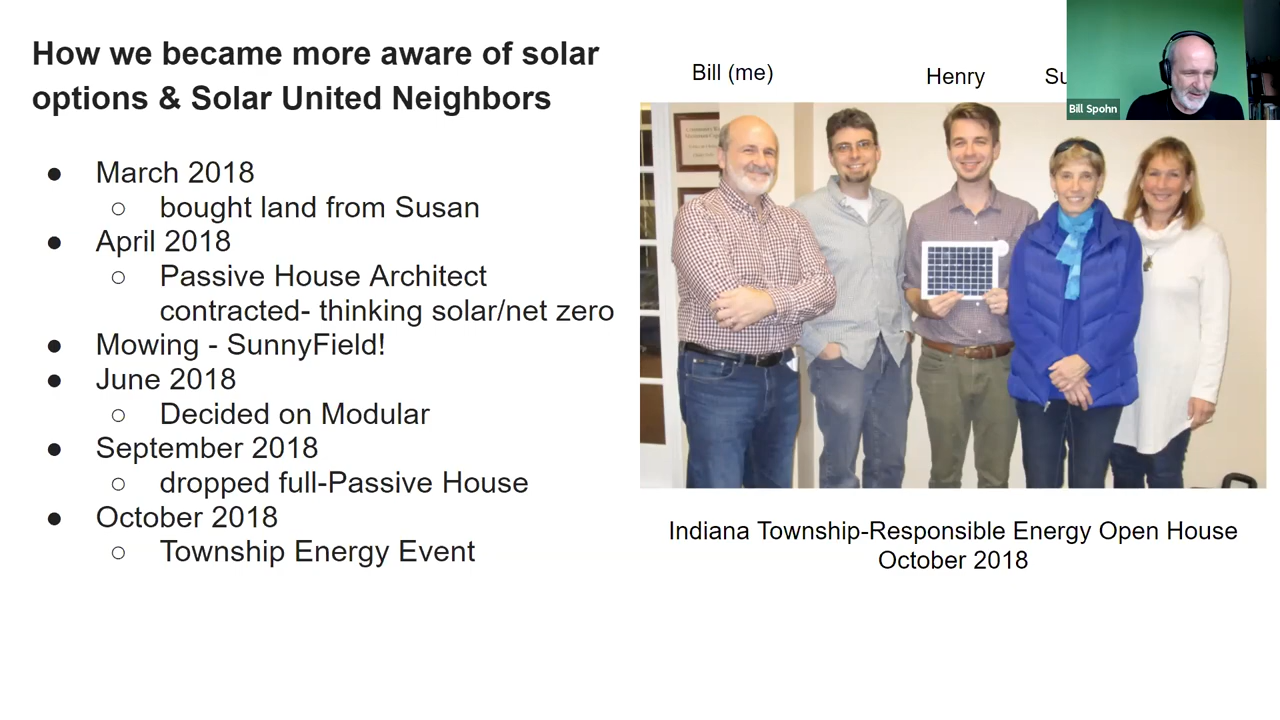 How we became more aware of solar
options & Solar United Neighbors
● March 2018
○ bought land from Susan
● April 2018
○ Passive House Architect
contracted- thinking solar/net zero
● Mowing - SunnyField!
● June 2018
○ Decided on Modular
● September 2018
○ dropped full-Passive House
● October 2018
○ Township Energy Event
Bill (me)
Henry
Bill Spohn
Indiana Township-Responsible Energy Open House
October 2018